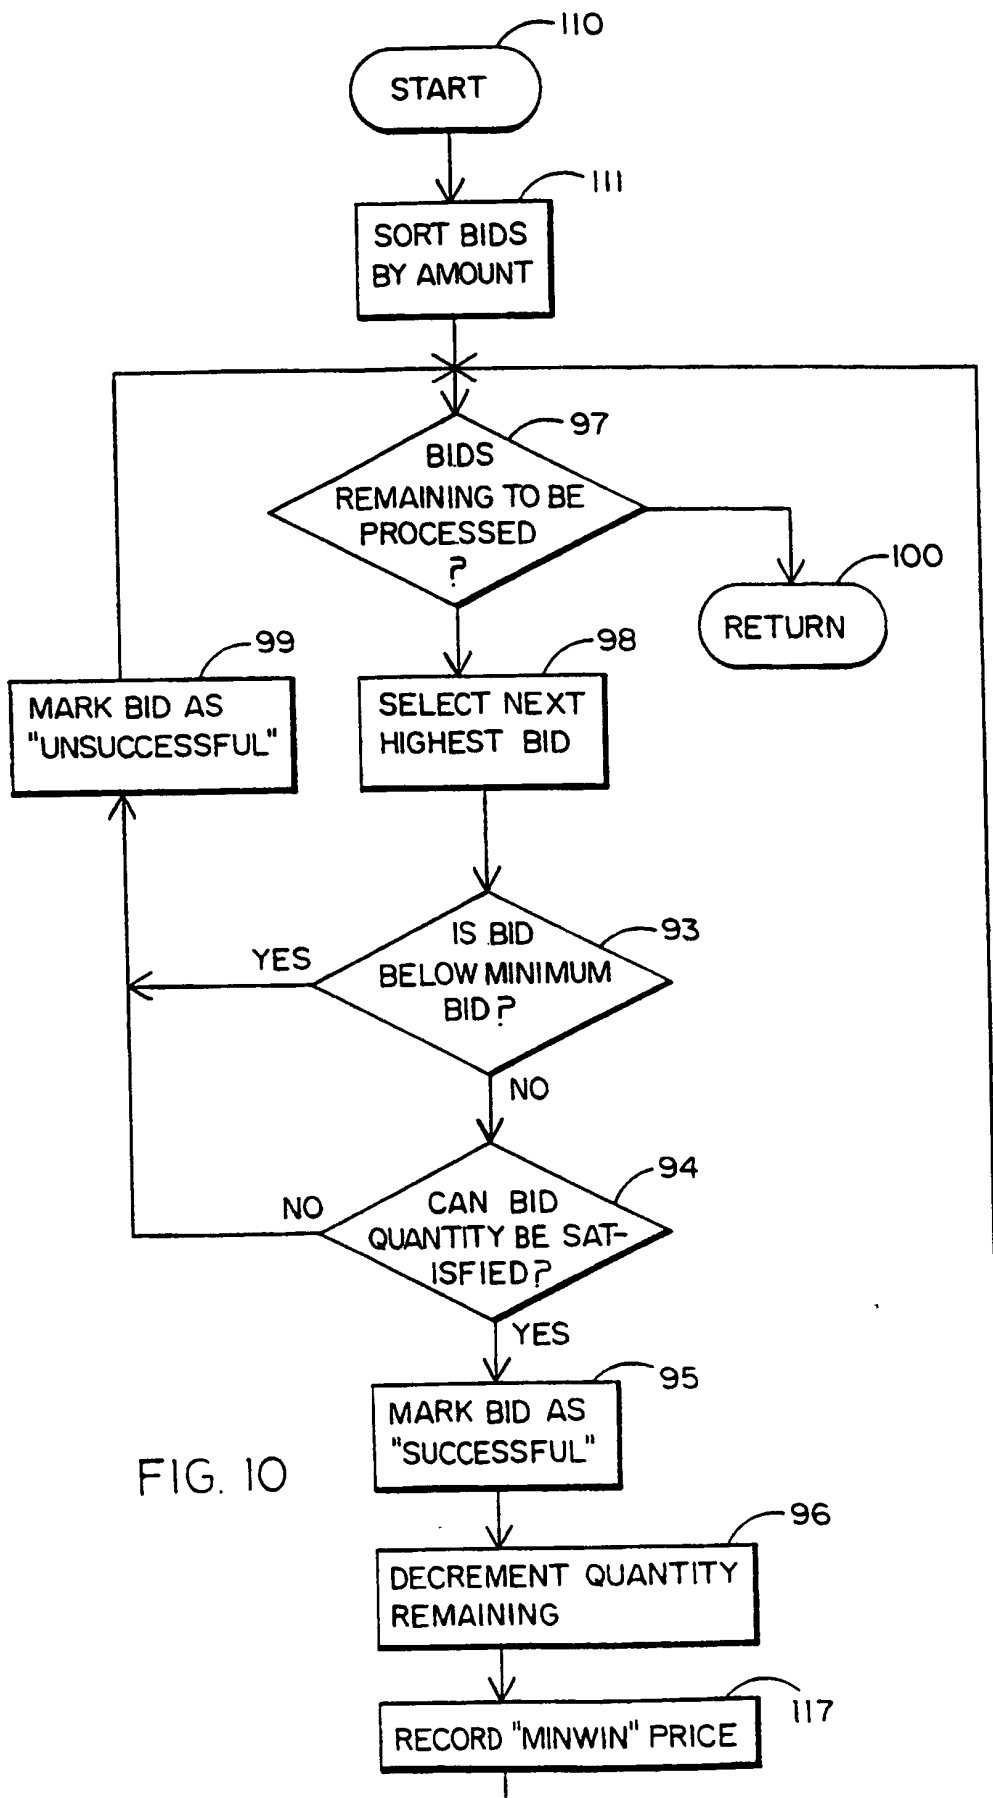 110
START
111
SORT BIDS
BY AMOUNT
97
BIDS
REMAINING TO BE
PROCESSED
?
100
RETURN
99
MARK BID AS
"UNSUCCESSFUL"
98
SELECT NEXT
HIGHEST BID
93
IS BID
BELOW MINIMUM
BID?
YES
NO
94
CAN BID
QUANTITY BE SAT-
ISFIED?
NO
YES
95
MARK BID AS
"SUCCESSFUL"
FIG. 10
96
DECREMENT QUANTITY
REMAINING
117
RECORD "MINWIN" PRICE